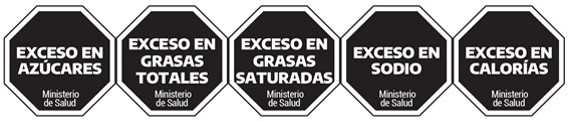 EXCESO EN
AZÚCARES
Ministerio
de Salud
EXCESO EN
GRASAS
TOTALES
Ministerio
de Salud
EXCESO EN
GRASAS
SATURADAS
Ministerio
de Salud
EXCESO EN
SODIO
Ministerio
de Salud
EXCESO EN
CALORÍAS
Ministerio
de Salud